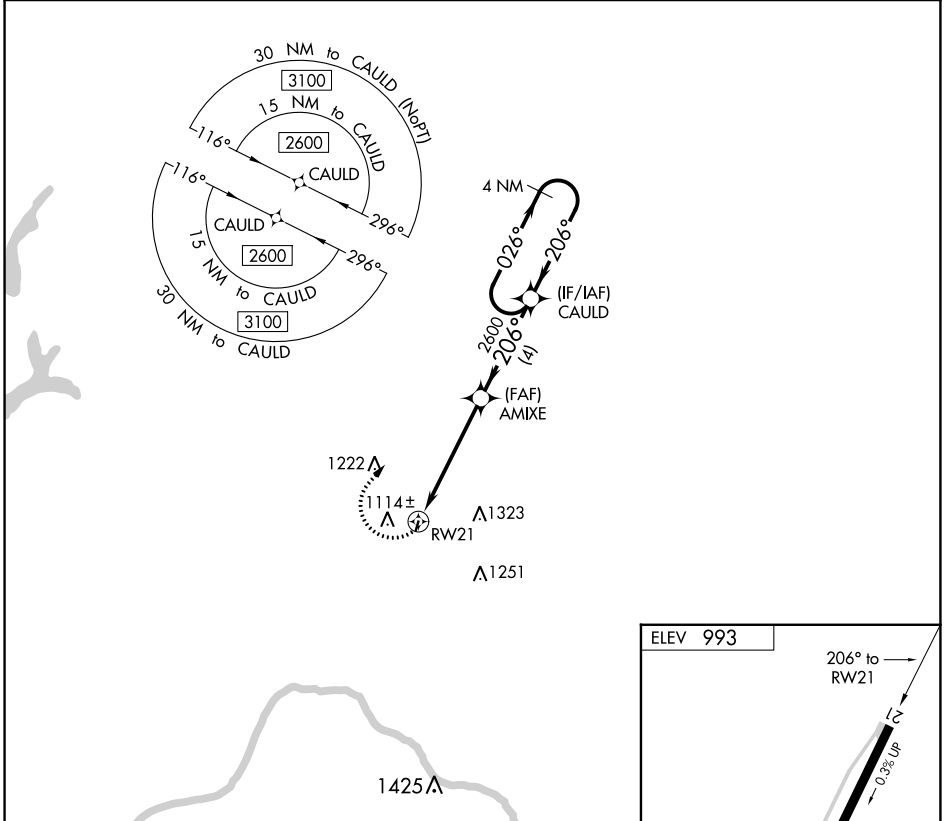 30 NM to CAULD (NoPT)
3100
15 NM to CAULD
2600
116°
CAULD
296°
116°
CAULD
296°
2600
15 NM to CAULD
3100
30 NM to CAULD
4 NM
026°
206°
(IF/IAF)
CAULD
2600
206°
(4)
(FAF)
AMIXE
1222
1114±
1323
RW21
1251
1425
ELEV 993
206° to
RW21
21
0.3% UP